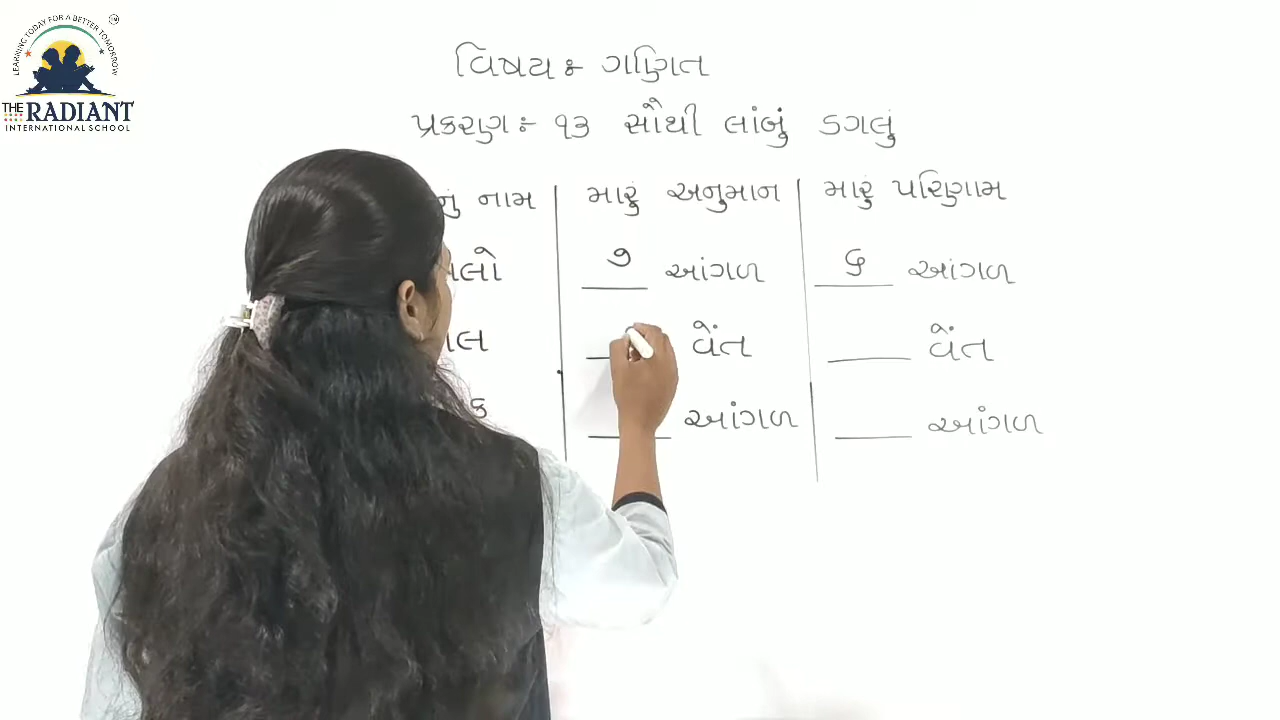 LEARNING TODAY FOR A BETTER TOMORROW
THE RADIANT
INTERNATIONAL SCHOOL
વિષય ઃ ગણિત
પ્રકરણ ઃ- ૧૩ સૌથી લાંબું ડગલું
નામ મારું અનુમાન મારું પરિણામ
૭ આંગળ ૬ આંગળ
વેંત વેંત
આંગળ આંગળ